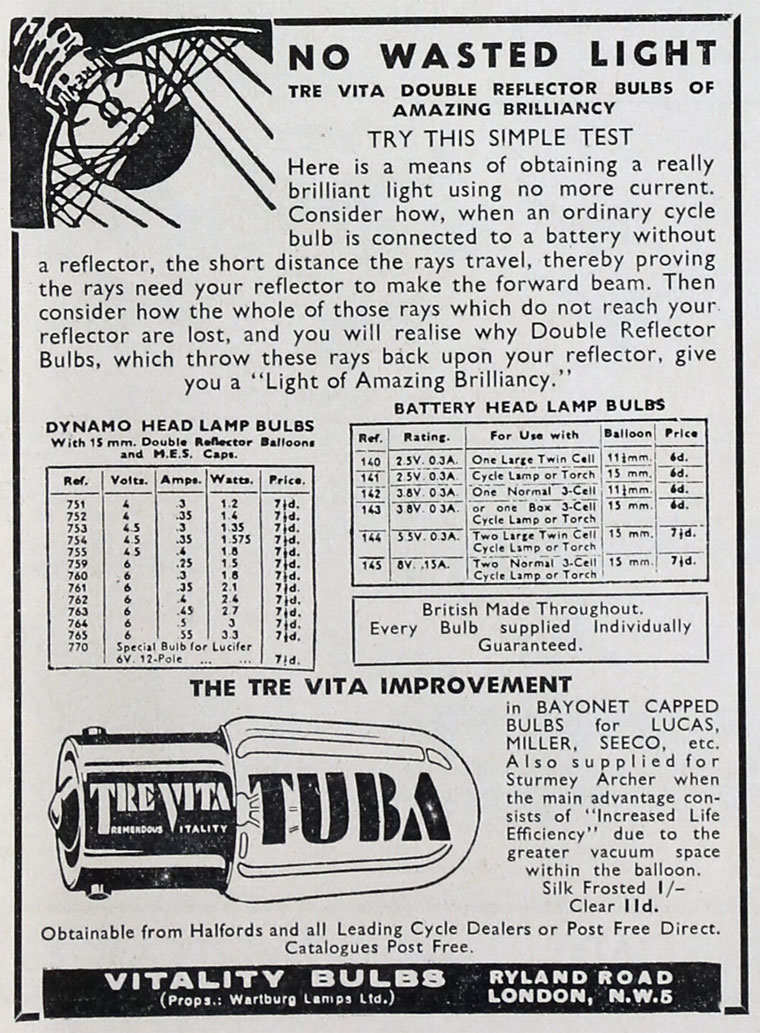 NO WASTED LIGHT
TRE VITA DOUBLE REFLECTOR BULBS OF
AMAZING BRILLIANCY
TRY THIS SIMPLE TEST
Here is a means of obtaining a really
brilliant light using no more current.
Consider how, when an ordinary cycle
bulb is connected to a battery without
a reflector, the short distance the rays travel, thereby proving
the rays need your reflector to make the forward beam. Then
consider how the whole of those rays which do not reach your
reflector are lost, and you will realise why Double Reflector
Bulbs, which throw these rays back upon your reflector, give
you a "Light of Amazing Brilliancy."
DYNAMO HEAD LAMP BULBS
With 15 mm. Double Reflector Balloons
and M.E.S. Caps.
Ref. Volts. Amps. Watts. Price.
751 4 .3 1.2 7½d.
752 4 .35 1.4 7½d.
753 4.5 .3 1.35 7½d.
754 4.5 .35 1.575 7½d.
755 4.5 .4 1.8 7½d.
759 6 .25 1.5 7½d.
760 6 .3 1.8 7½d.
761 6 .35 2.1 7½d.
762 6 .4 2.4 7½d.
763 6 .45 2.7 7½d.
764 6 .5 3 7½d.
765 6 .55 3.3 7½d.
770 Special Bulb for Lucifer
6V. 12-Pole ... ... 7½d.
BATTERY HEAD LAMP BULBS
Ref. Rating. For Use with Balloon Price
140 2.5V. 0.3A. One Large Twin Cell 11½mm. 6d.
141 2.5V. 0.3A. Cycle Lamp or Torch 15 mm. 6d.
142 3.8V. 0.3A. One Normal 3-Cell 11½mm. 6d.
143 3.8V. 0.3A. or one Box 3-Cell 15 mm. 6d.
Cycle Lamp or Torch
144 5.5V. 0.3A. Two Large Twin Cell 15 mm. 7½d.
Cycle Lamp or Torch
145 8V. .15A. Two Normal 3-Cell 15 mm. 7½d.
Cycle Lamp or Torch
British Made Throughout.
Every Bulb supplied Individually
Guaranteed.
THE TRE VITA IMPROVEMENT
TRE VITA
TREMENDOUS VITALITY
TUBA
in BAYONET CAPPED
BULBS for LUCAS,
MILLER, SEECO, etc.
Also supplied for
Sturmey Archer when
the main advantage con-
sists of "Increased Life
Efficiency" due to the
greater vacuum space
within the balloon.
Silk Frosted 1/-
Clear 11d.
Obtainable from Halfords and all Leading Cycle Dealers or Post Free Direct.
Catalogues Post Free.
VITALITY BULBS
(Props.: Wartburg Lamps Ltd.)
RYLAND ROAD
LONDON, N.W.5